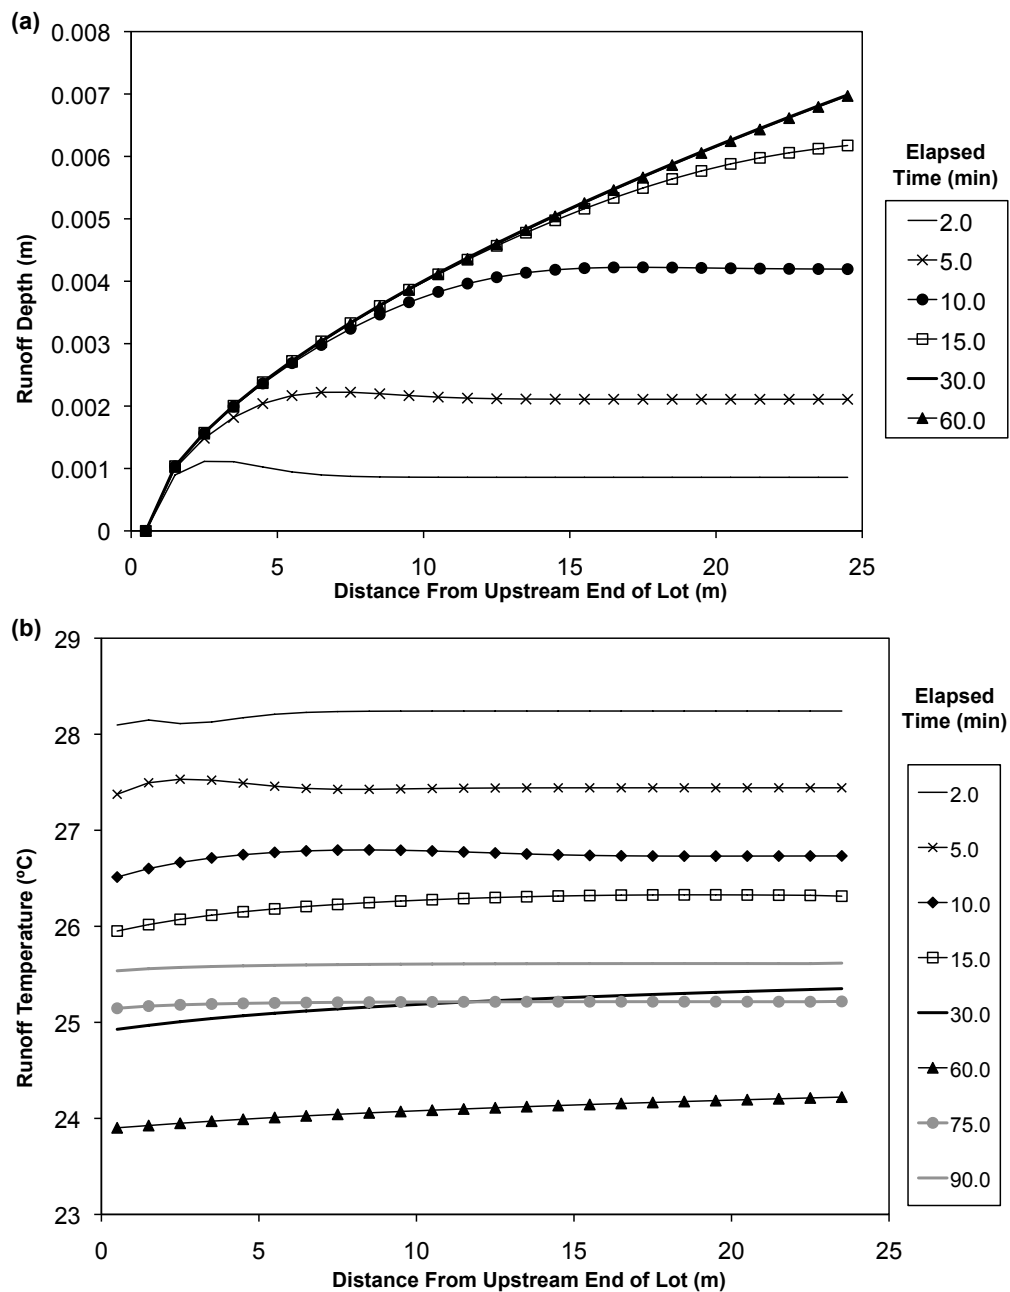 (a)
0.008
0.007
0.006
0.005
0.004
0.003
0.002
0.001
0
Runoff Depth (m)
0 5 10 15 20 25
Distance From Upstream End of Lot (m)
Elapsed
Time (min)
2.0
5.0
10.0
15.0
30.0
60.0
(b)
29
28
27
26
25
24
23
Runoff Temperature (ºC)
0 5 10 15 20 25
Distance From Upstream End of Lot (m)
Elapsed
Time (min)
2.0
5.0
10.0
15.0
30.0
60.0
75.0
90.0